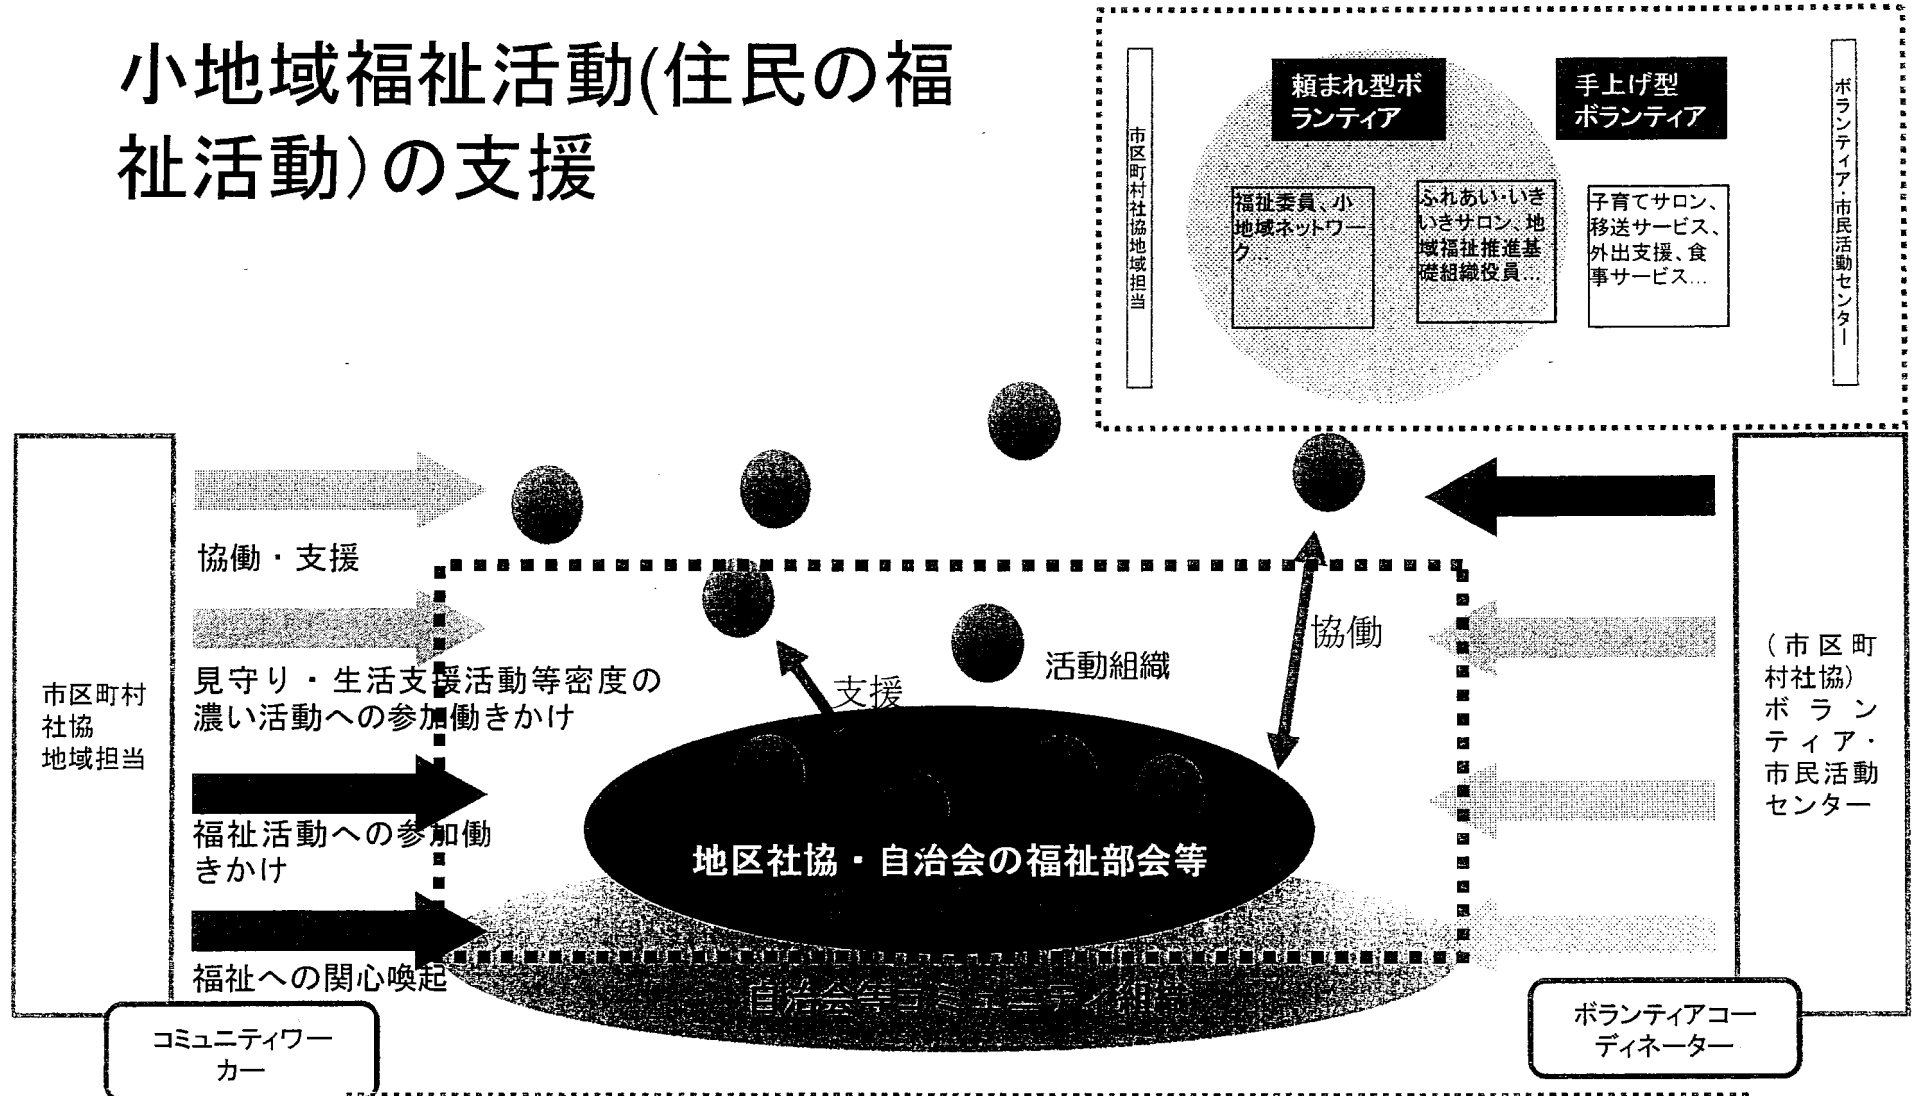 小地域福祉活動(住民の福
祉活動)の支援
市区町村社協地域担当
頼まれ型ボ
ランティア
手上げ型
ボランティア
福祉委員、小
地域ネットワー
ク…
ふれあい・いき
いきサロン、地
域福祉推進基
礎組織役員…
子育てサロン、
移送サービス、
外出支援、食
事サービス…
ボランティア・市民活動センター
市区町村
社協
地域担当
協働・支援
見守り・生活支援活動等密度の
濃い活動への参加働きかけ
福祉活動への参加働
きかけ
福祉への関心喚起
コミュニティワー
カー
支援
活動組織
協働
地区社協・自治会の福祉部会等
自治会等コミュニティ組織
(市区町
村社協)
ボラン
ティア・
市民活動
センター
ボランティアコー
ディネーター